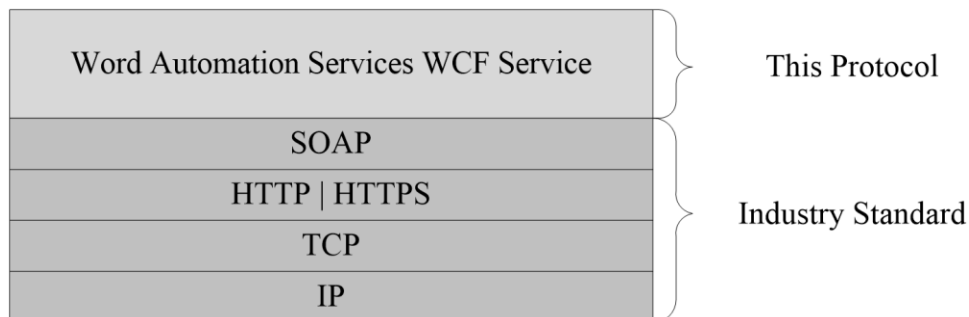 Word Automation Services WCF Service
This Protocol
SOAP
HTTP | HTTPS
TCP
IP
Industry Standard